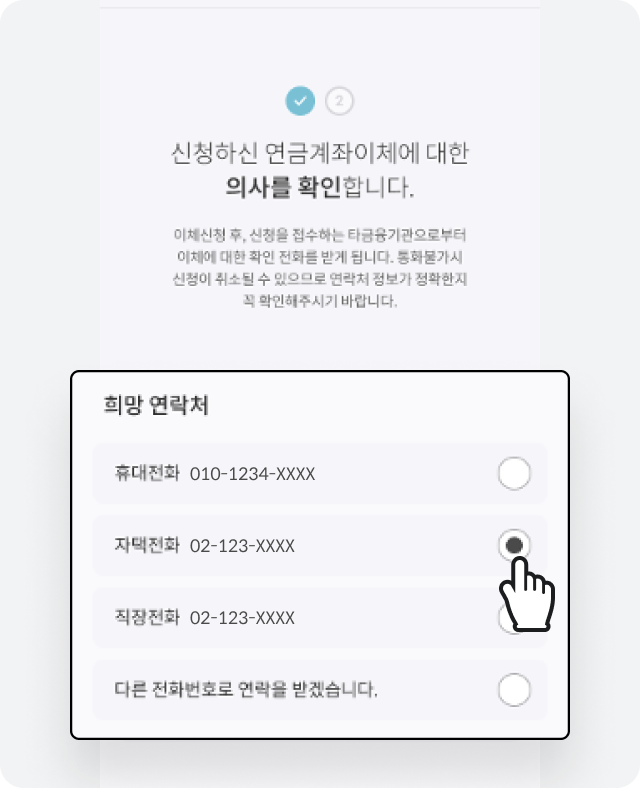 2
신청하신 연금계좌이체에 대한
의사를 확인합니다.
이체신청 후, 신청을 접수하는 타금융기관으로부터
이체에 대한 확인 전화를 받게 됩니다. 통화불가시
신청이 취소될 수 있으므로 연락처 정보가 정확한지
꼭 확인해주시기 바랍니다.
희망 연락처
휴대전화 010-1234-XXXX
자택전화 02-123-XXXX
직장전화 02-123-XXXX
다른 전화번호로 연락을 받겠습니다.